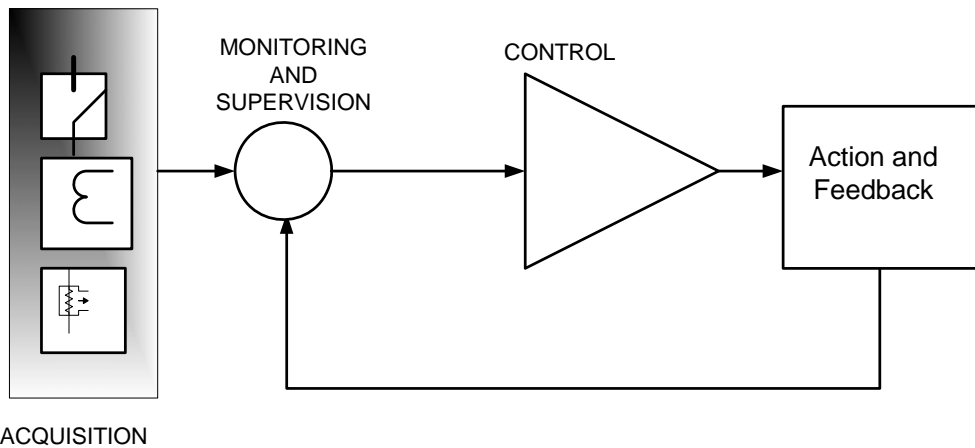 MONITORING
AND
SUPERVISION
CONTROL
Action and
Feedback
ACQUISITION